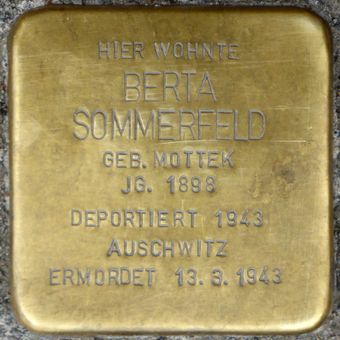 HIER WOHNTE
BERTA
SOMMERFELD
GEB. MOTTEK
JG. 1898
DEPORTIERT 1943
AUSCHWITZ
ERMORDET 13. 3. 1943